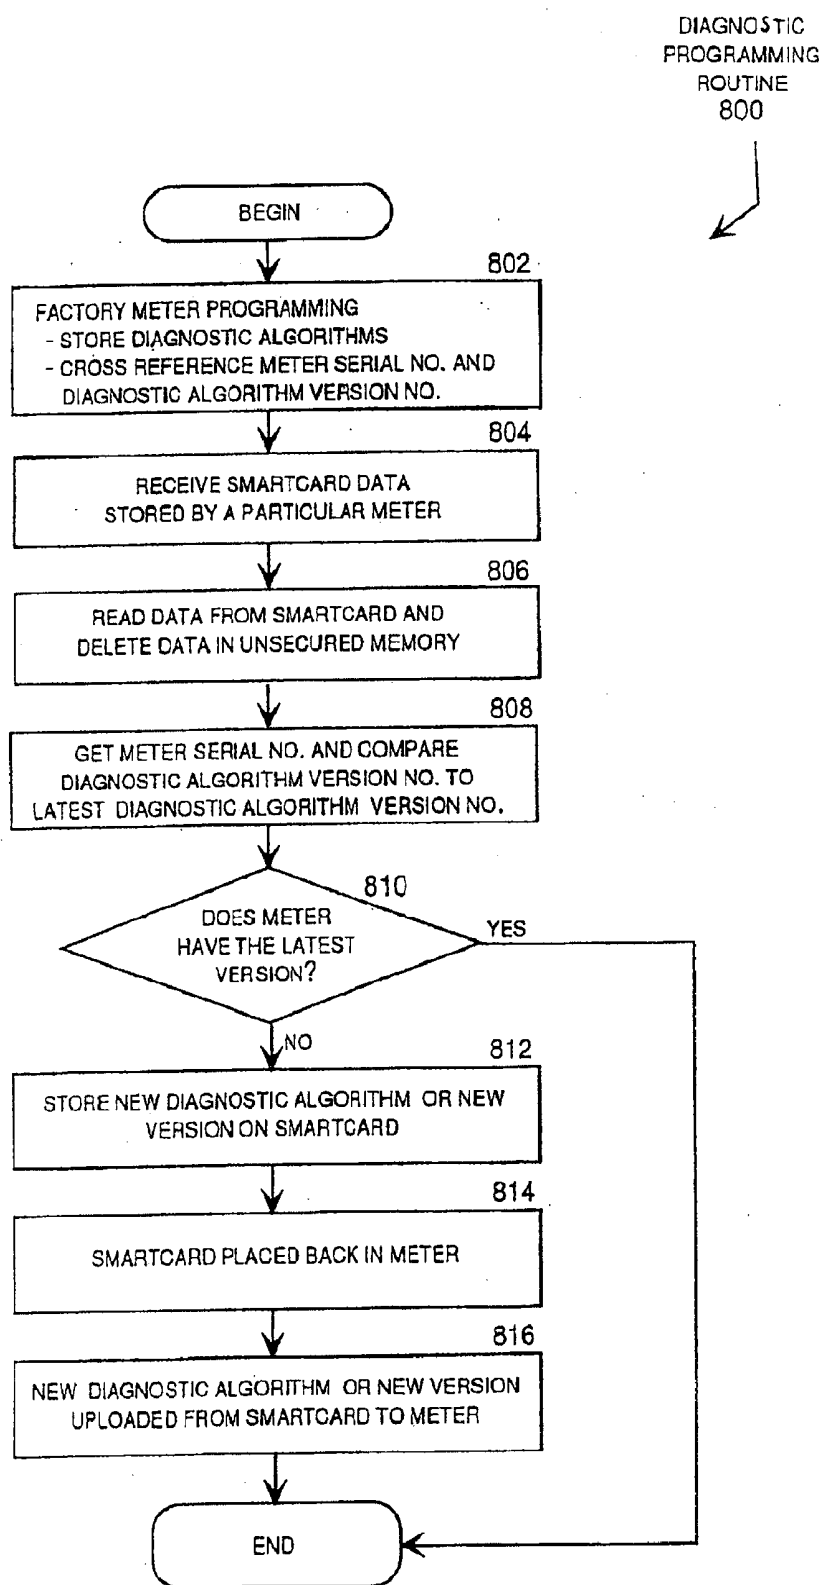 DIAGNOSTIC
PROGRAMMING
ROUTINE
800
BEGIN
802
FACTORY METER PROGRAMMING
- STORE DIAGNOSTIC ALGORITHMS
- CROSS REFERENCE METER SERIAL NO. AND
DIAGNOSTIC ALGORITHM VERSION NO.
804
RECEIVE SMARTCARD DATA
STORED BY A PARTICULAR METER
806
READ DATA FROM SMARTCARD AND
DELETE DATA IN UNSECURED MEMORY
808
GET METER SERIAL NO. AND COMPARE
DIAGNOSTIC ALGORITHM VERSION NO. TO
LATEST DIAGNOSTIC ALGORITHM VERSION NO.
810
DOES METER
HAVE THE LATEST
VERSION?
YES
NO
812
STORE NEW DIAGNOSTIC ALGORITHM OR NEW
VERSION ON SMARTCARD
814
SMARTCARD PLACED BACK IN METER
816
NEW DIAGNOSTIC ALGORITHM OR NEW VERSION
UPLOADED FROM SMARTCARD TO METER
END